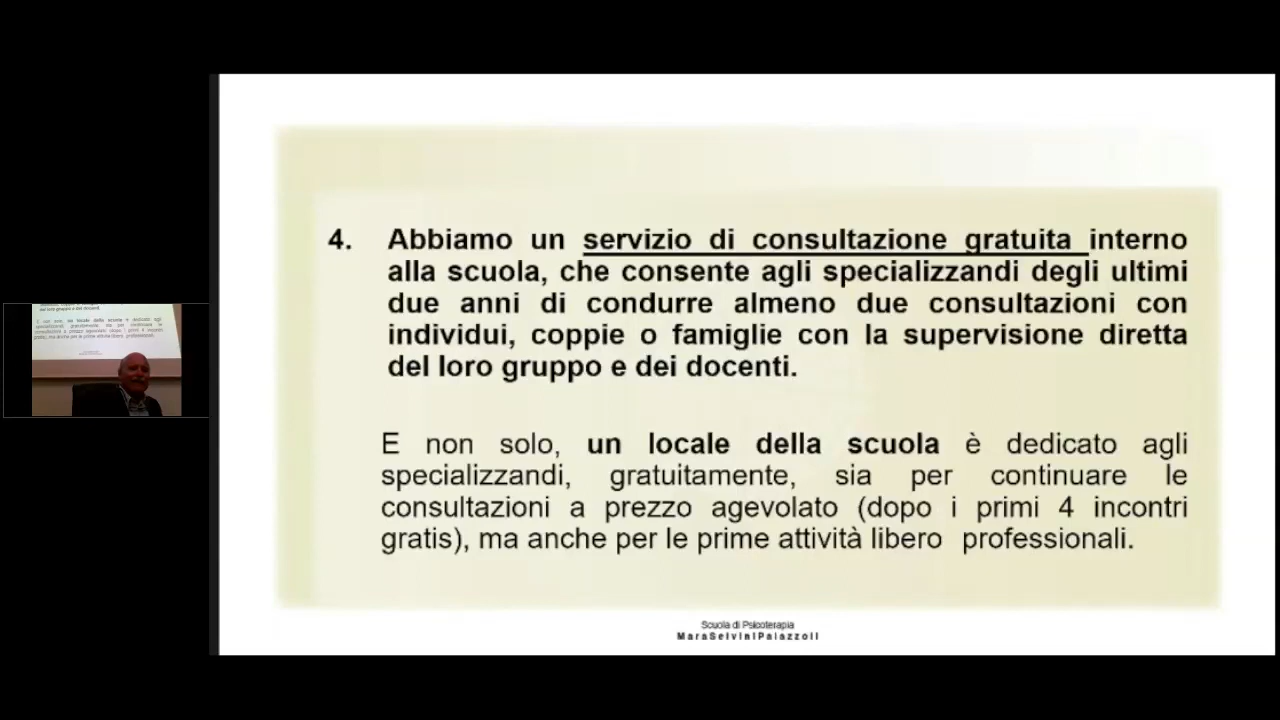 4. Abbiamo un servizio di consultazione gratuita interno
alla scuola, che consente agli specializzandi degli ultimi
due anni di condurre almeno due consultazioni con
individui, coppie o famiglie con la supervisione diretta
del loro gruppo e dei docenti.
E non solo, un locale della scuola è dedicato agli
specializzandi, gratuitamente, sia per continuare le
consultazioni a prezzo agevolato (dopo i primi 4 incontri
gratis), ma anche per le prime attività libero professionali.
Scuola di Psicoterapia
MaraSelviniPalazzoli